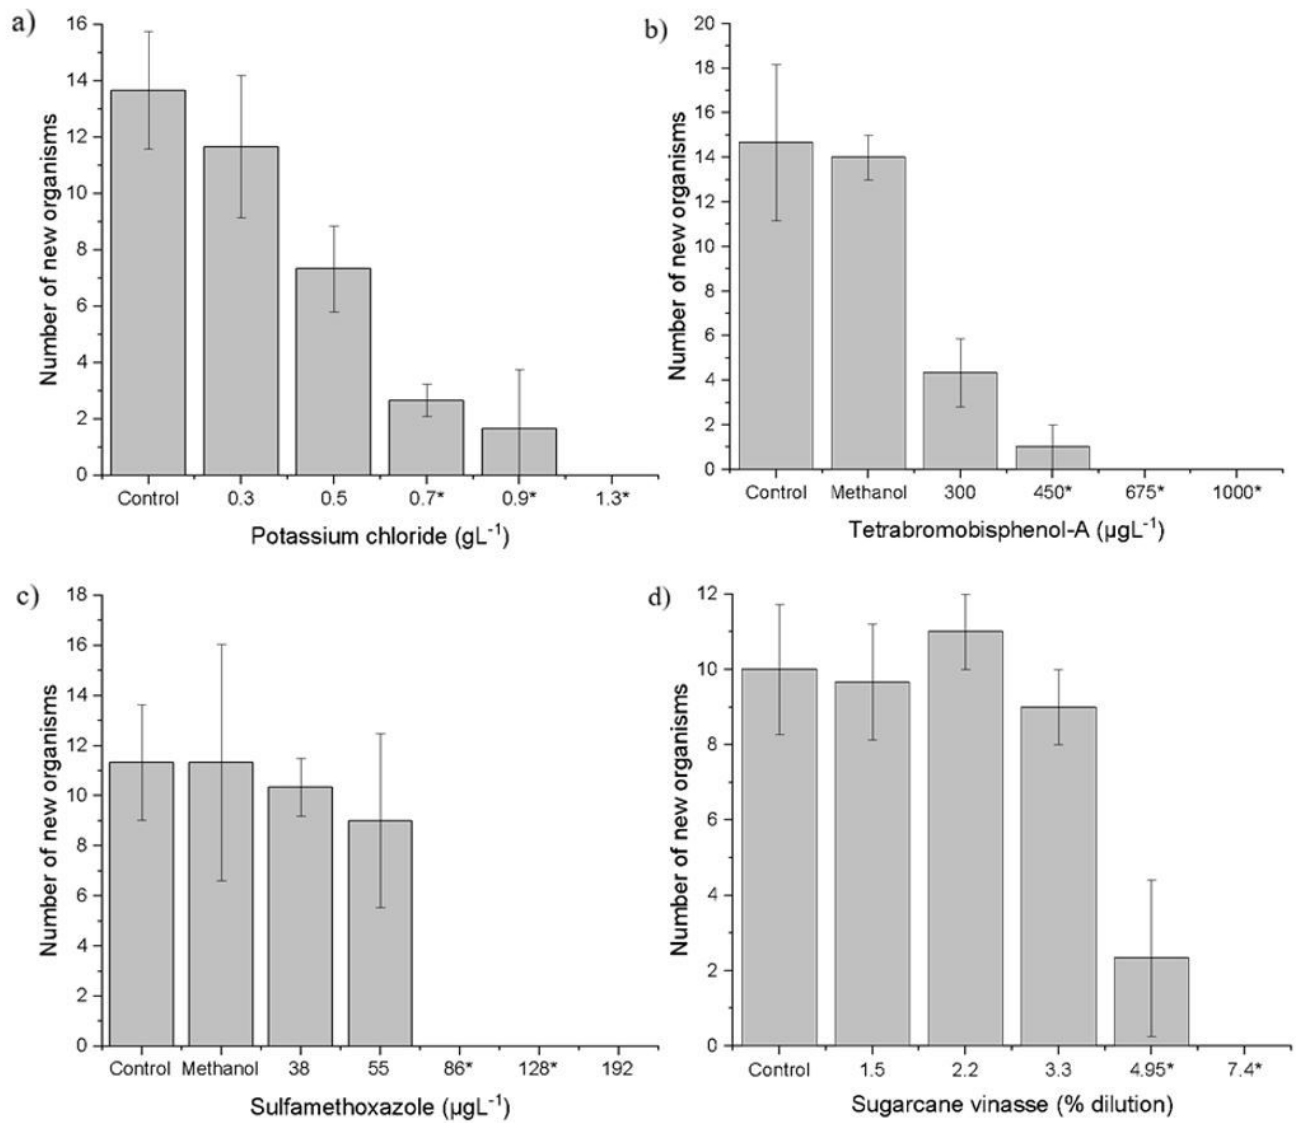 a)
16
14
12
10
8
6
4
2
0
Number of new organisms
Control 0.3 0.5 0.7* 0.9* 1.3*
Potassium chloride (gL⁻¹)
b)
20
18
16
14
12
10
8
6
4
2
0
Number of new organisms
Control Methanol 300 450* 675* 1000*
Tetrabromobisphenol-A (µgL⁻¹)
c)
18
16
14
12
10
8
6
4
2
0
Number of new organisms
Control Methanol 38 55 86* 128* 192
Sulfamethoxazole (µgL⁻¹)
d)
12
10
8
6
4
2
0
Number of new organisms
Control 1.5 2.2 3.3 4.95* 7.4*
Sugarcane vinasse (% dilution)